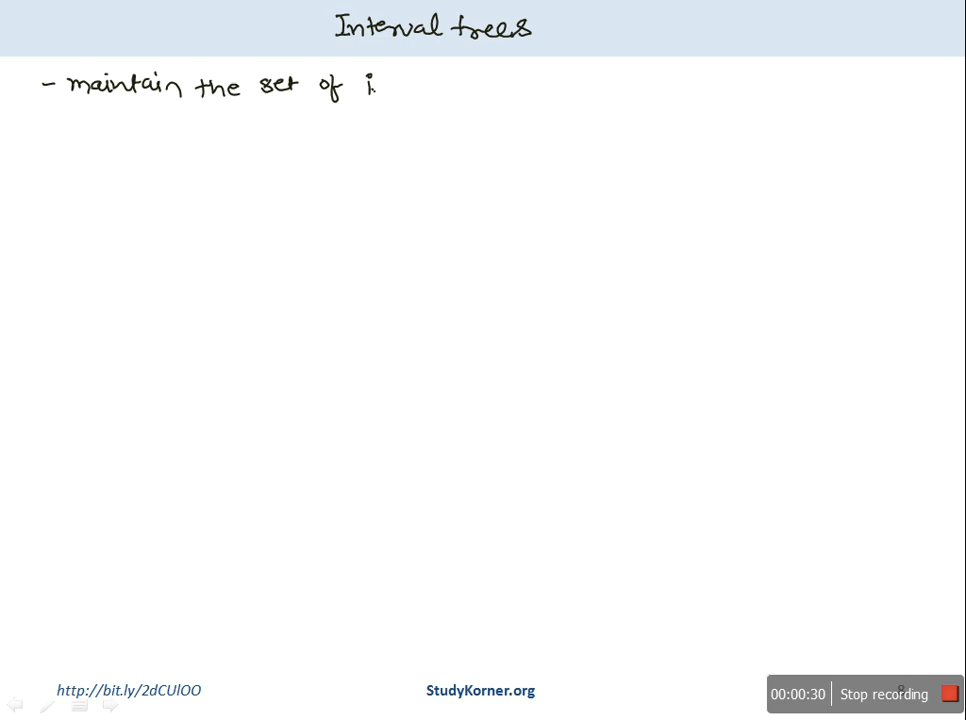 Interval trees
- maintain the set of i
http://bit.ly/2dCUlOO
StudyKorner.org
00:00:30 Stop recording